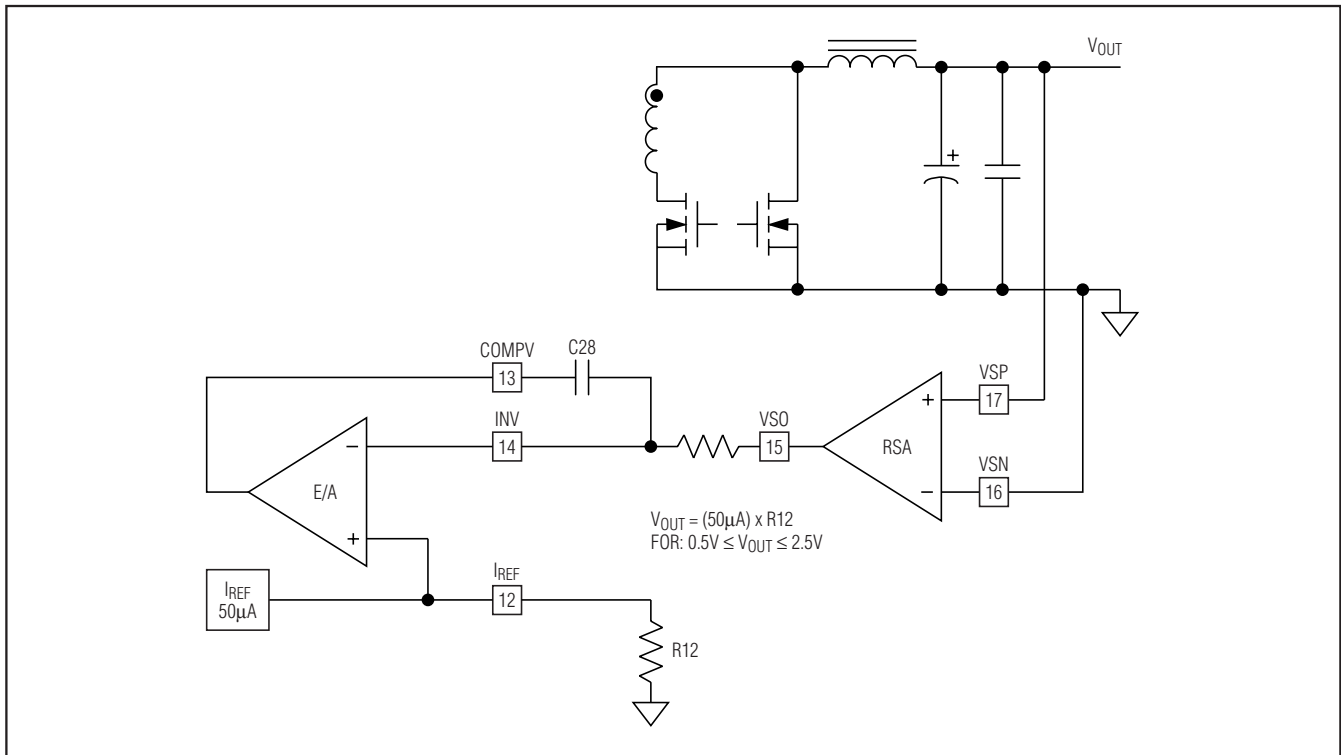 VOUT
COMPV
C28
13
INV
14
VSO
15
VSP
17
VSN
16
RSA
+
−
E/A
−
+
+
VOUT = (50μA) x R12
FOR: 0.5V ≤ VOUT ≤ 2.5V
IREF
50μA
IREF
12
R12